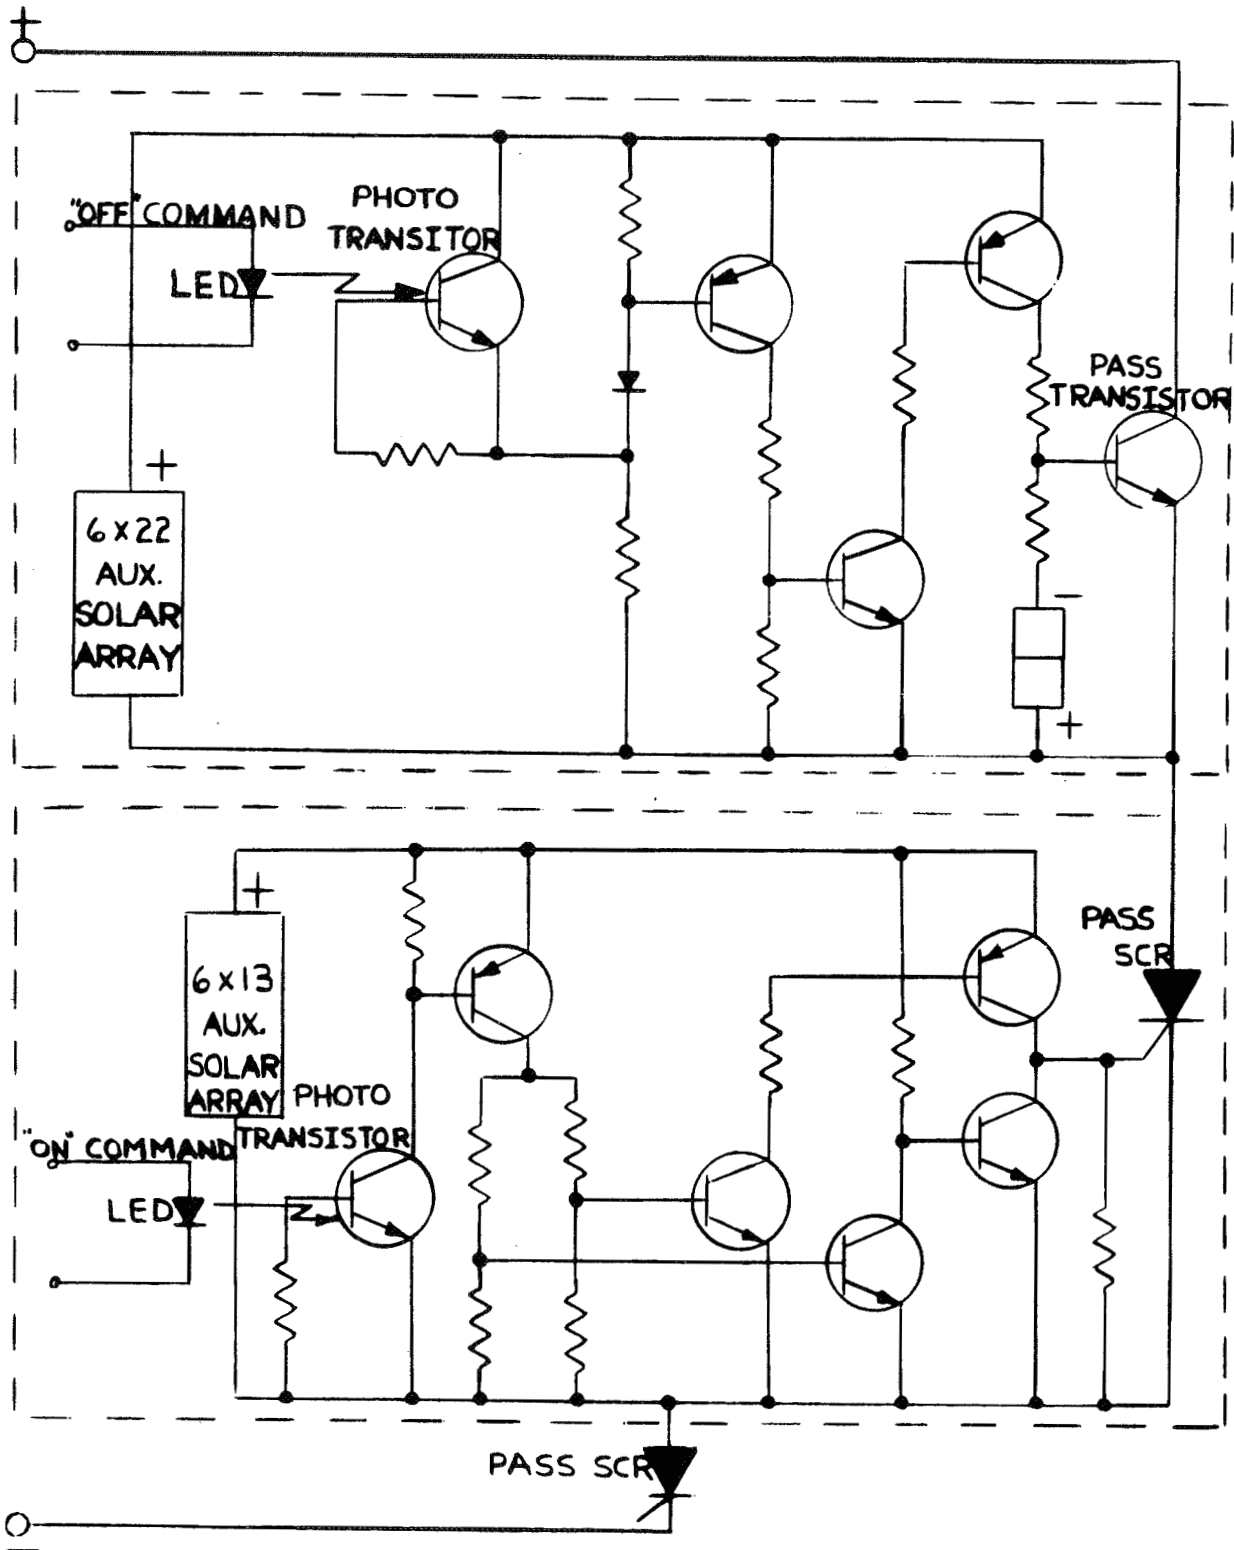 +
"OFF" COMMAND
PHOTO
TRANSITOR
LED
PASS
TRANSISTOR
+
6 X 22
AUX.
SOLAR
ARRAY
−
+
+
6 X 13
AUX.
SOLAR
ARRAY
PASS
SCR
PHOTO
TRANSISTOR
"ON" COMMAND
LED
PASS SCR
−